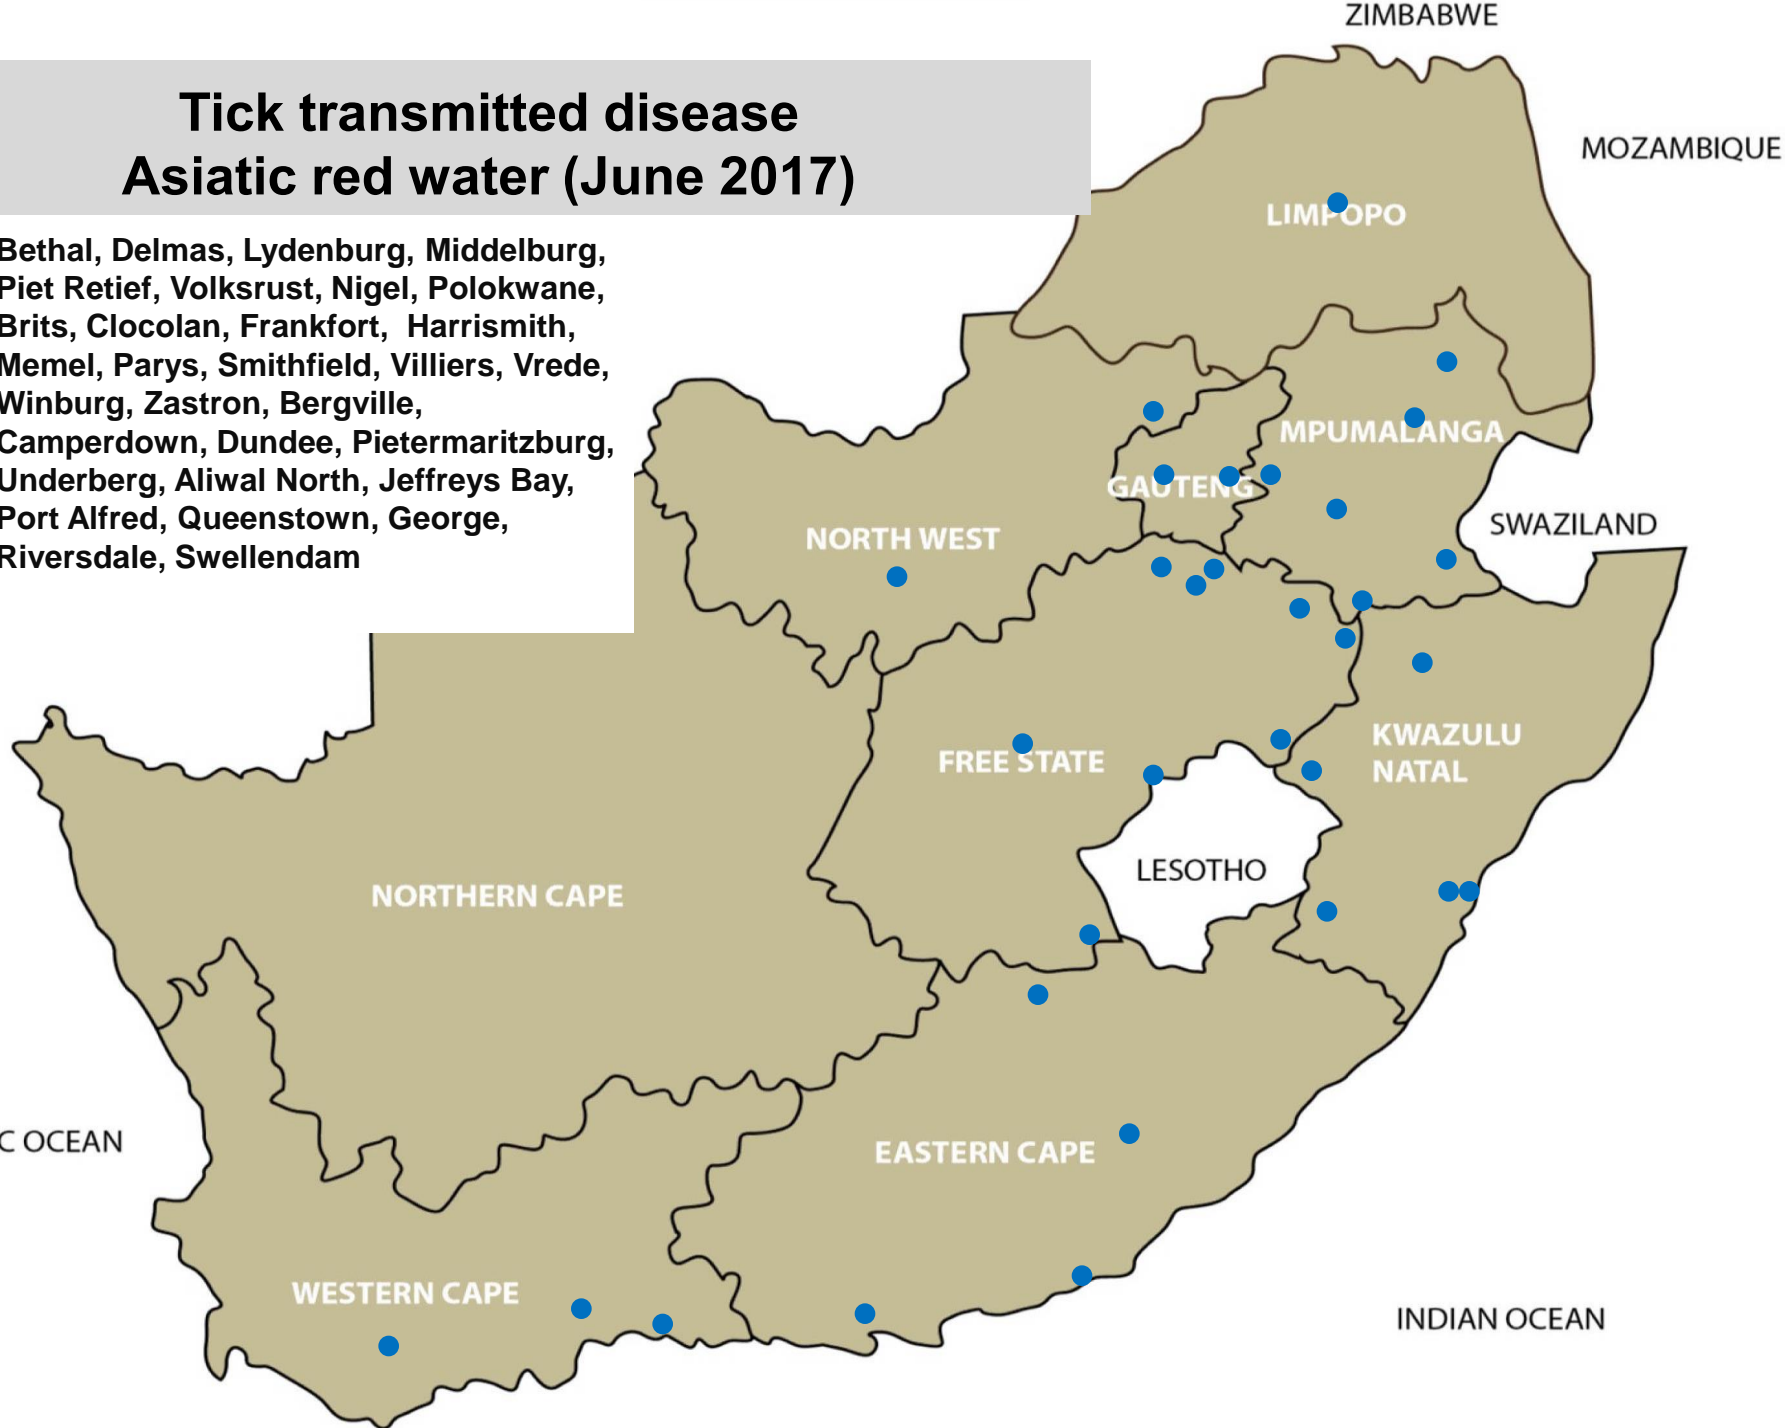 ZIMBABWE
Tick transmitted disease
Asiatic red water (June 2017)
MOZAMBIQUE
LIMPOPO
Bethal, Delmas, Lydenburg, Middelburg,
Piet Retief, Volksrust, Nigel, Polokwane,
Brits, Clocolan, Frankfort, Harrismith,
Memel, Parys, Smithfield, Villiers, Vrede,
Winburg, Zastron, Bergville,
Camperdown, Dundee, Pietermaritzburg,
Underberg, Aliwal North, Jeffreys Bay,
Port Alfred, Queenstown, George,
Riversdale, Swellendam
MPUMALANGA
GAUTENG
SWAZILAND
NORTH WEST
KWAZULU
NATAL
FREE STATE
LESOTHO
NORTHERN CAPE
C OCEAN
EASTERN CAPE
WESTERN CAPE
INDIAN OCEAN